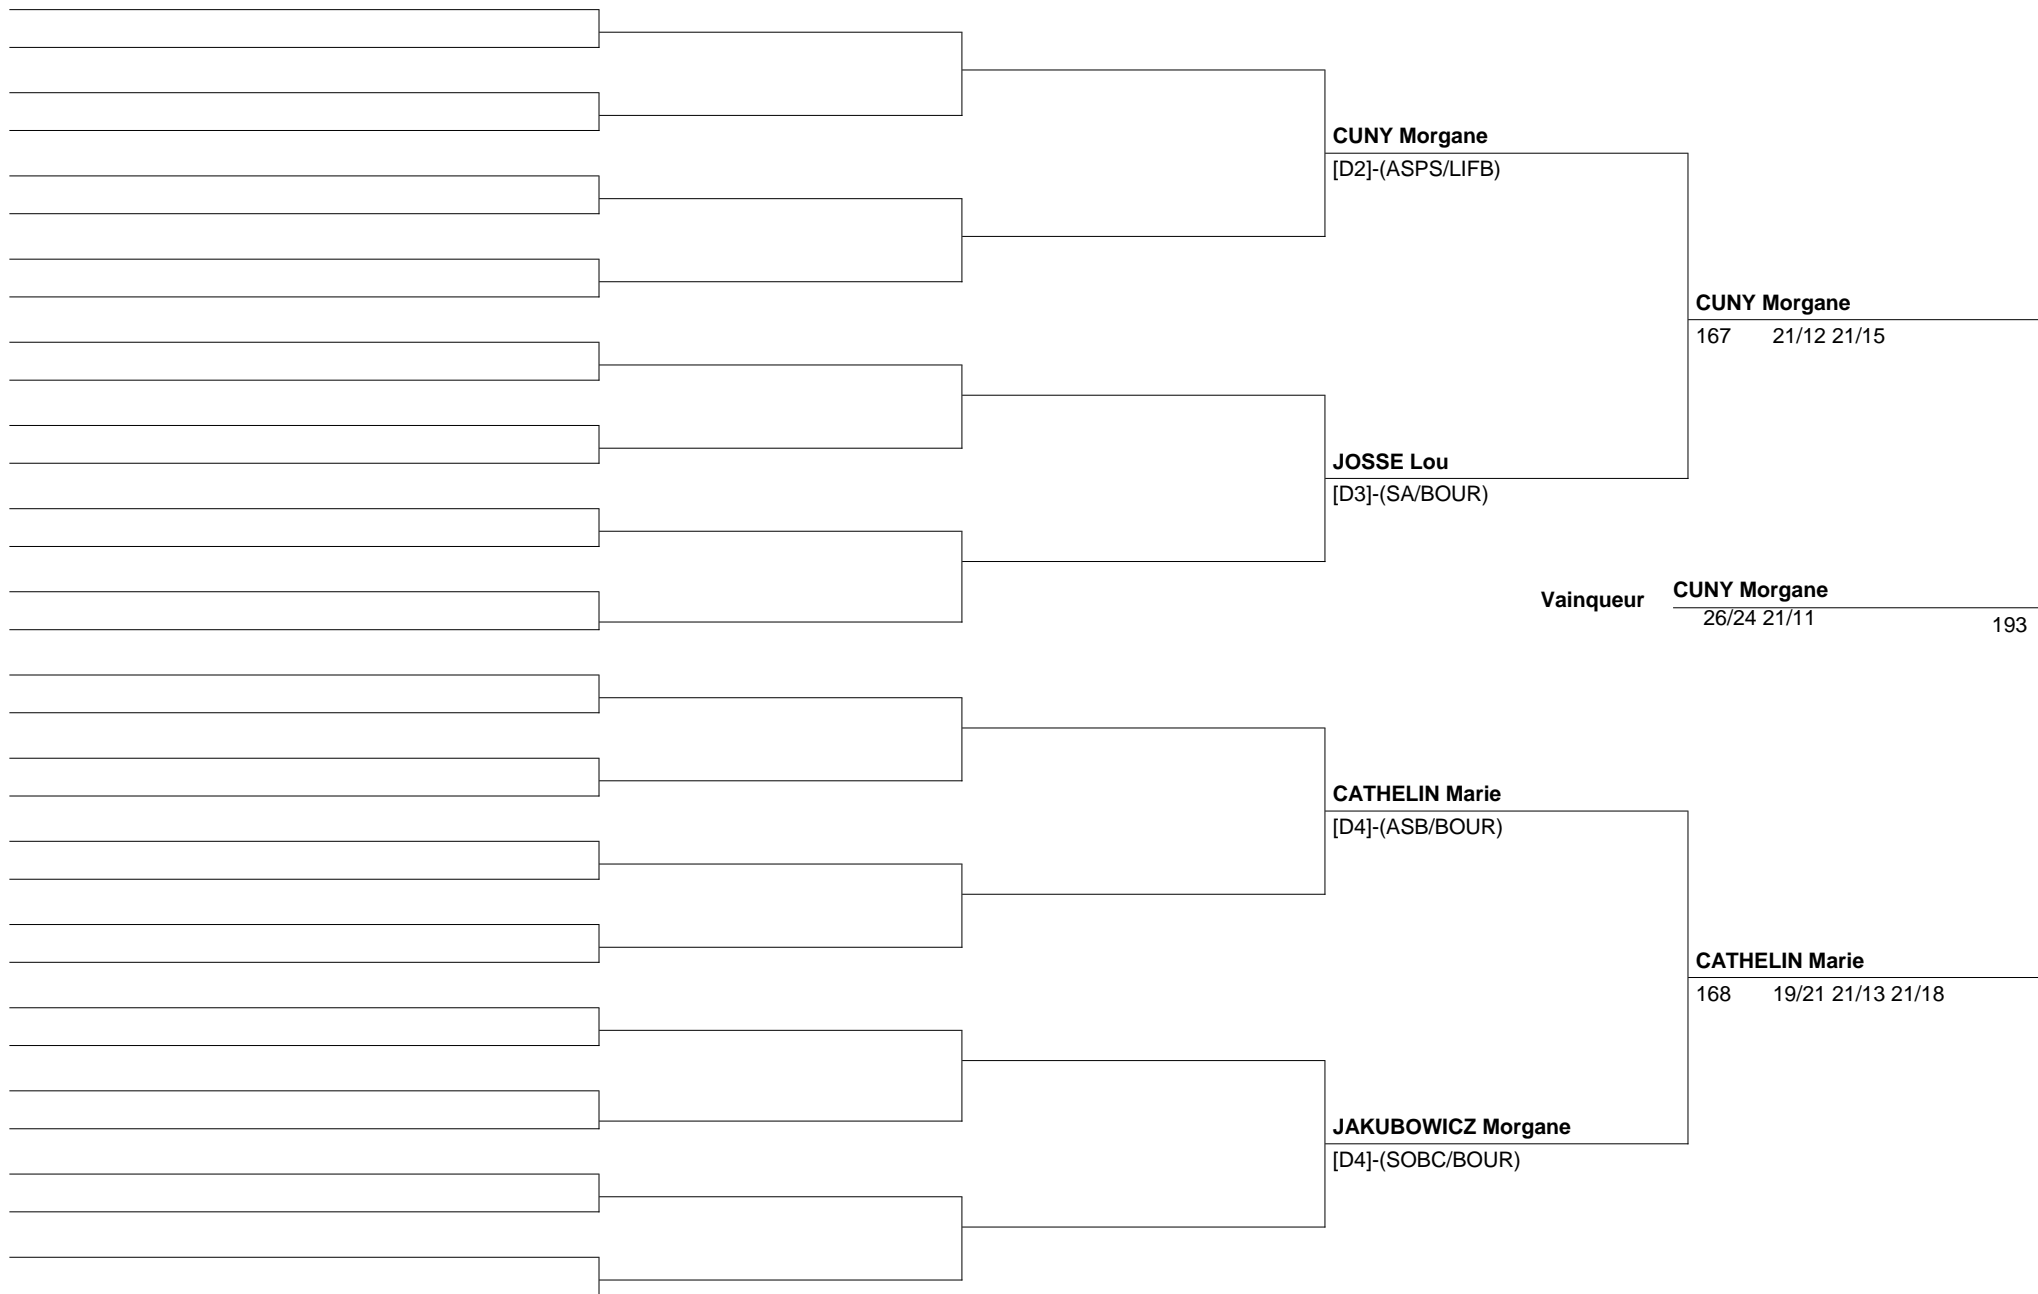 CUNY Morgane
[D2]-(ASPS/LIFB)
CUNY Morgane
167 21/12 21/15
JOSSE Lou
[D3]-(SA/BOUR)
Vainqueur CUNY Morgane
26/24 21/11 193
CATHELIN Marie
[D4]-(ASB/BOUR)
CATHELIN Marie
168 19/21 21/13 21/18
JAKUBOWICZ Morgane
[D4]-(SOBC/BOUR)